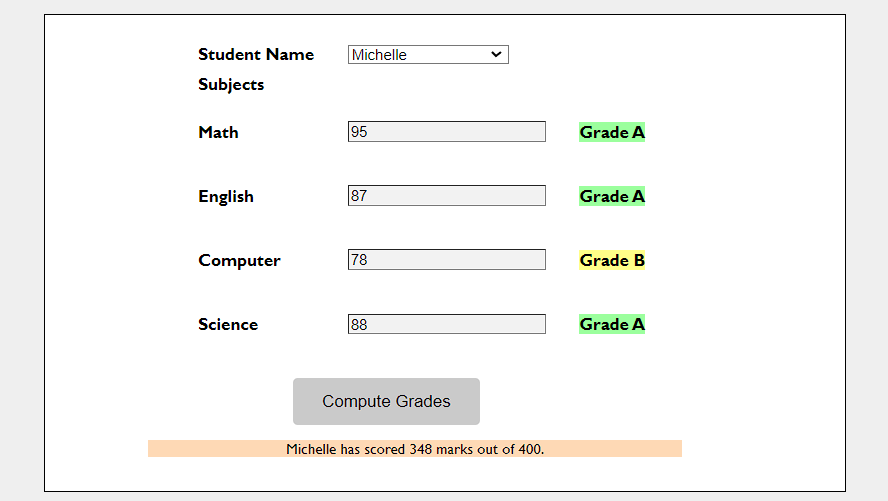 Student Name Michelle
Subjects
Math 95 Grade A
English 87 Grade A
Computer 78 Grade B
Science 88 Grade A
Compute Grades
Michelle has scored 348 marks out of 400.